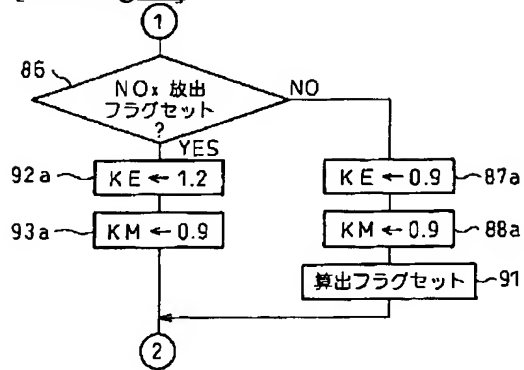 1
86
NOx 放出
フラグセット
?
NO
YES
92a
KE ← 1.2
KE ← 0.9
87a
93a
KM ← 0.9
KM ← 0.9
88a
算出フラグセット
91
2